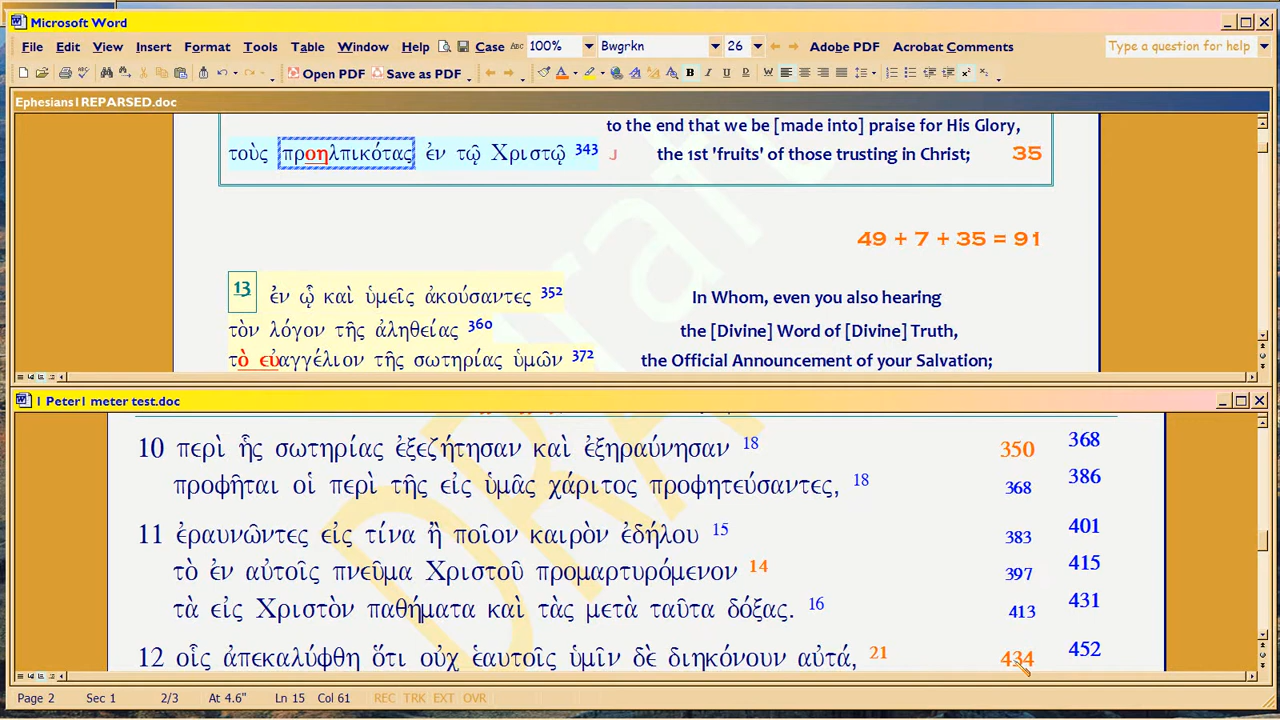 Microsoft Word
File Edit View Insert Format Tools Table Window Help Case 100% Bwgrkn 26 Adobe PDF Acrobat Comments Type a question for help
Open PDF Save as PDF B I U W
Ephesians1REPARSED.doc
to the end that we be [made into] praise for His Glory,
τοὺς προηλπικότας ἐν τῷ Χριστῷ 343 J the 1st 'fruits' of those trusting in Christ; 35
49 + 7 + 35 = 91
13 ἐν ᾧ καὶ ὑμεῖς ἀκούσαντες 352 In Whom, even you also hearing
τὸν λόγον τῆς ἀληθείας 360 the [Divine] Word of [Divine] Truth,
τὸ εὐαγγέλιον τῆς σωτηρίας ὑμῶν 372 the Official Announcement of your Salvation;
1 Peter1 meter test.doc
10 περὶ ἧς σωτηρίας ἐξεζήτησαν καὶ ἐξηραύνησαν 18 350 368
προφῆται οἱ περὶ τῆς εἰς ὑμᾶς χάριτος προφητεύσαντες, 18 368 386
11 ἐραυνῶντες εἰς τίνα ἢ ποῖον καιρὸν ἐδήλου 15 383 401
τὸ ἐν αὐτοῖς πνεῦμα Χριστοῦ προμαρτυρόμενον 14 397 415
τὰ εἰς Χριστὸν παθήματα καὶ τὰς μετὰ ταῦτα δόξας. 16 413 431
12 οἷς ἀπεκαλύφθη ὅτι οὐχ ἑαυτοῖς ὑμῖν δὲ διηκόνουν αὐτά, 21 434 452
Page 2 Sec 1 2/3 At 4.6" Ln 15 Col 61 REC TRK EXT OVR